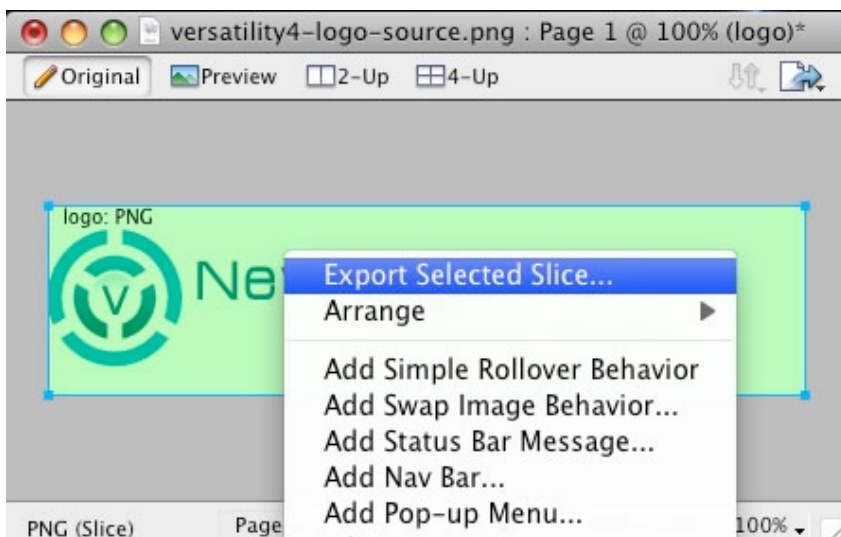 versatility4-logo-source.png : Page 1 @ 100% (logo)*
Original Preview 2-Up 4-Up
logo: PNG
V
Export Selected Slice...
Arrange
Add Simple Rollover Behavior
Add Swap Image Behavior...
Add Status Bar Message...
Add Nav Bar...
Add Pop-up Menu...
PNG (Slice) Page 100%